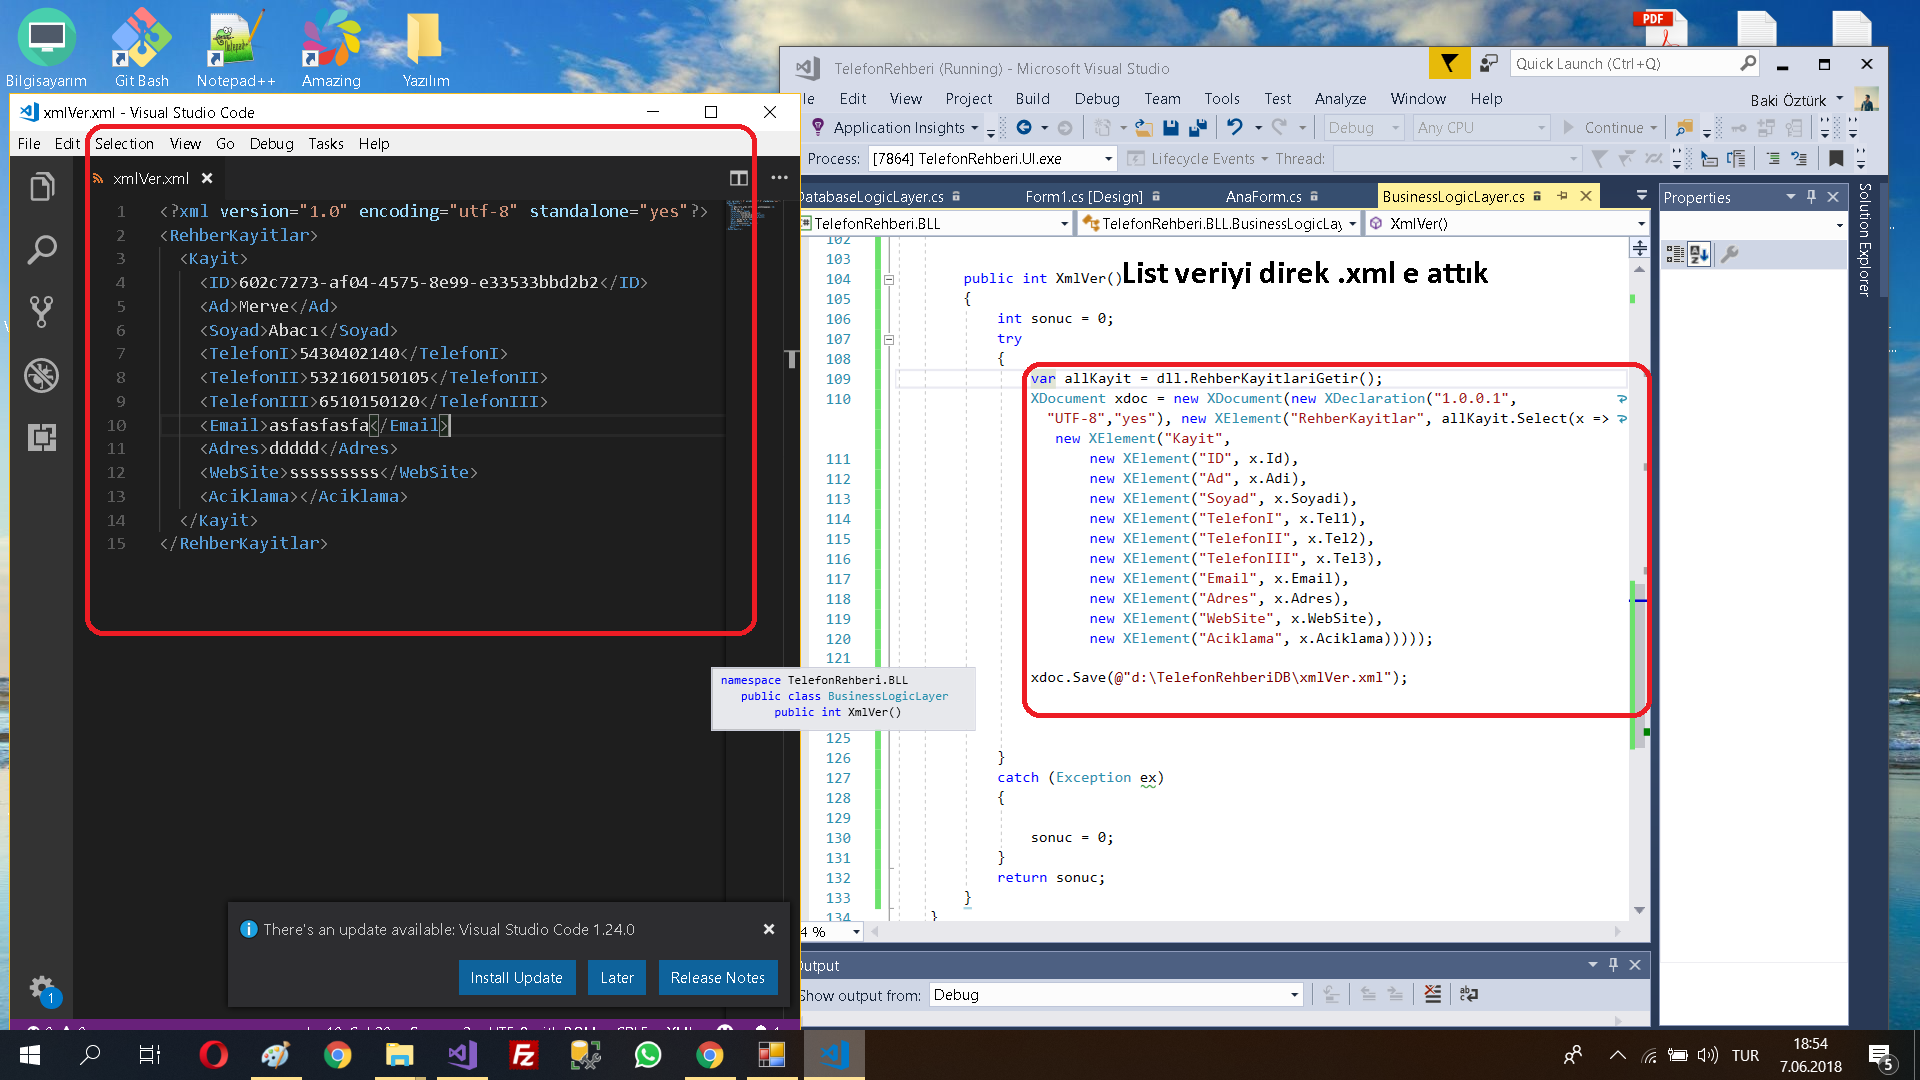 Bilgisayarım
Git Bash
Notepad++
Amazing
Yazılım
PDF
xmlVer.xml - Visual Studio Code
File Edit Selection View Go Debug Tasks Help
xmlVer.xml
1 <?xml version="1.0" encoding="utf-8" standalone="yes"?>
2 <RehberKayitlar>
3 <Kayit>
4 <ID>602c7273-af04-4575-8e99-e33533bbd2b2</ID>
5 <Ad>Merve</Ad>
6 <Soyad>Abacı</Soyad>
7 <TelefonI>5430402140</TelefonI>
8 <TelefonII>532160150105</TelefonII>
9 <TelefonIII>6510150120</TelefonIII>
10 <Email>asfasfasfa</Email>
11 <Adres>ddddd</Adres>
12 <WebSite>sssssssss</WebSite>
13 <Aciklama></Aciklama>
14 </Kayit>
15 </RehberKayitlar>
There's an update available: Visual Studio Code 1.24.0
Install Update Later Release Notes
1
TelefonRehberi (Running) - Microsoft Visual Studio
Quick Launch (Ctrl+Q)
Edit View Project Build Debug Team Tools Test Analyze Window Help
Baki Öztürk
Application Insights
Debug Any CPU Continue
Process: [7864] TelefonRehberi.UI.exe Lifecycle Events Thread:
DatabaseLogicLayer.cs Form1.cs [Design] AnaForm.cs BusinessLogicLayer.cs
TelefonRehberi.BLL TelefonRehberi.BLL.BusinessLogicLay XmlVer()
Properties
Solution Explorer
102
103
104 public int XmlVer()
List veriyi direk .xml e attık
105 {
106 int sonuc = 0;
107 try
108 {
109 var allKayit = dll.RehberKayitlariGetir();
110 XDocument xdoc = new XDocument(new XDeclaration("1.0.0.1",
"UTF-8","yes"), new XElement("RehberKayitlar", allKayit.Select(x =>
new XElement("Kayit",
111 new XElement("ID", x.Id),
112 new XElement("Ad", x.Adi),
113 new XElement("Soyad", x.Soyadi),
114 new XElement("TelefonI", x.Tel1),
115 new XElement("TelefonII", x.Tel2),
116 new XElement("TelefonIII", x.Tel3),
117 new XElement("Email", x.Email),
118 new XElement("Adres", x.Adres),
119 new XElement("WebSite", x.WebSite),
120 new XElement("Aciklama", x.Aciklama)))));
121
xdoc.Save(@"d:\TelefonRehberiDB\xmlVer.xml");
namespace TelefonRehberi.BLL
public class BusinessLogicLayer
public int XmlVer()
125
126 }
127 catch (Exception ex)
128 {
129
130 sonuc = 0;
131 }
132 return sonuc;
133 }
134 }
4 %
Output
Show output from: Debug
TUR
18:54
7.06.2018
5